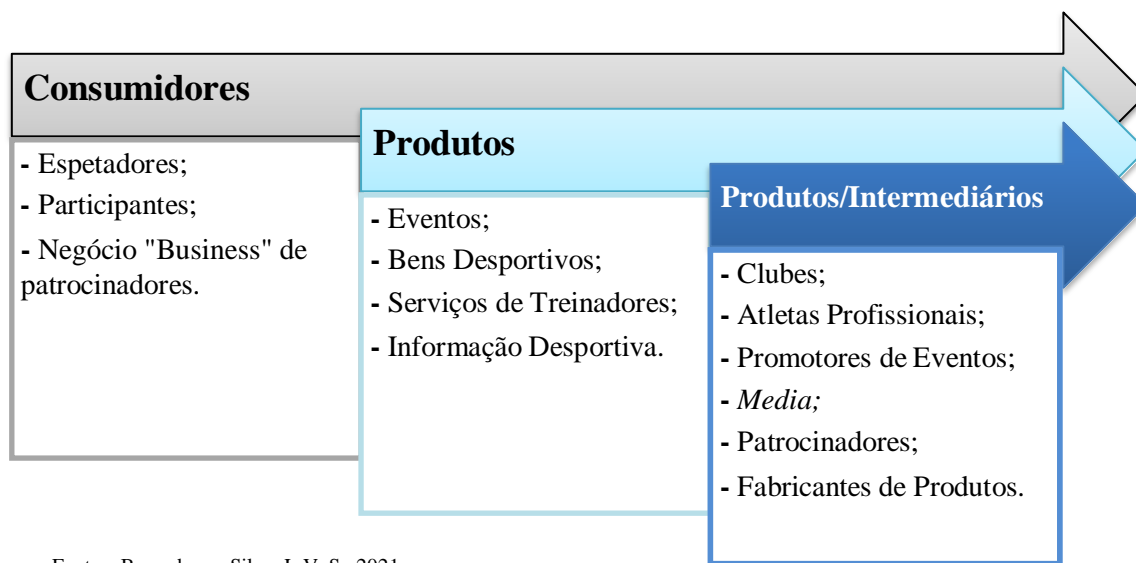 Consumidores
- Espetadores;
- Participantes;
- Negócio "Business" de
patrocinadores.
Produtos
- Eventos;
- Bens Desportivos;
- Serviços de Treinadores;
- Informação Desportiva.
Produtos/Intermediários
- Clubes;
- Atletas Profissionais;
- Promotores de Eventos;
- Media;
- Patrocinadores;
- Fabricantes de Produtos.